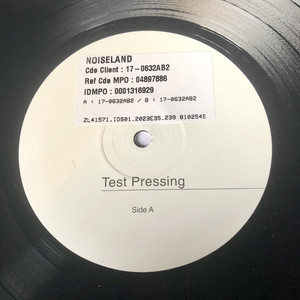 NOISELAND
Cde Client : 17-0632AB2
Ref Cde MPO : 04897886
IDMPO : 0001316929
A : 17-0632AB2 / B : 17-0632AB2
ZL41571.IDS01.2023E35.239 B102545
Test Pressing
Side A